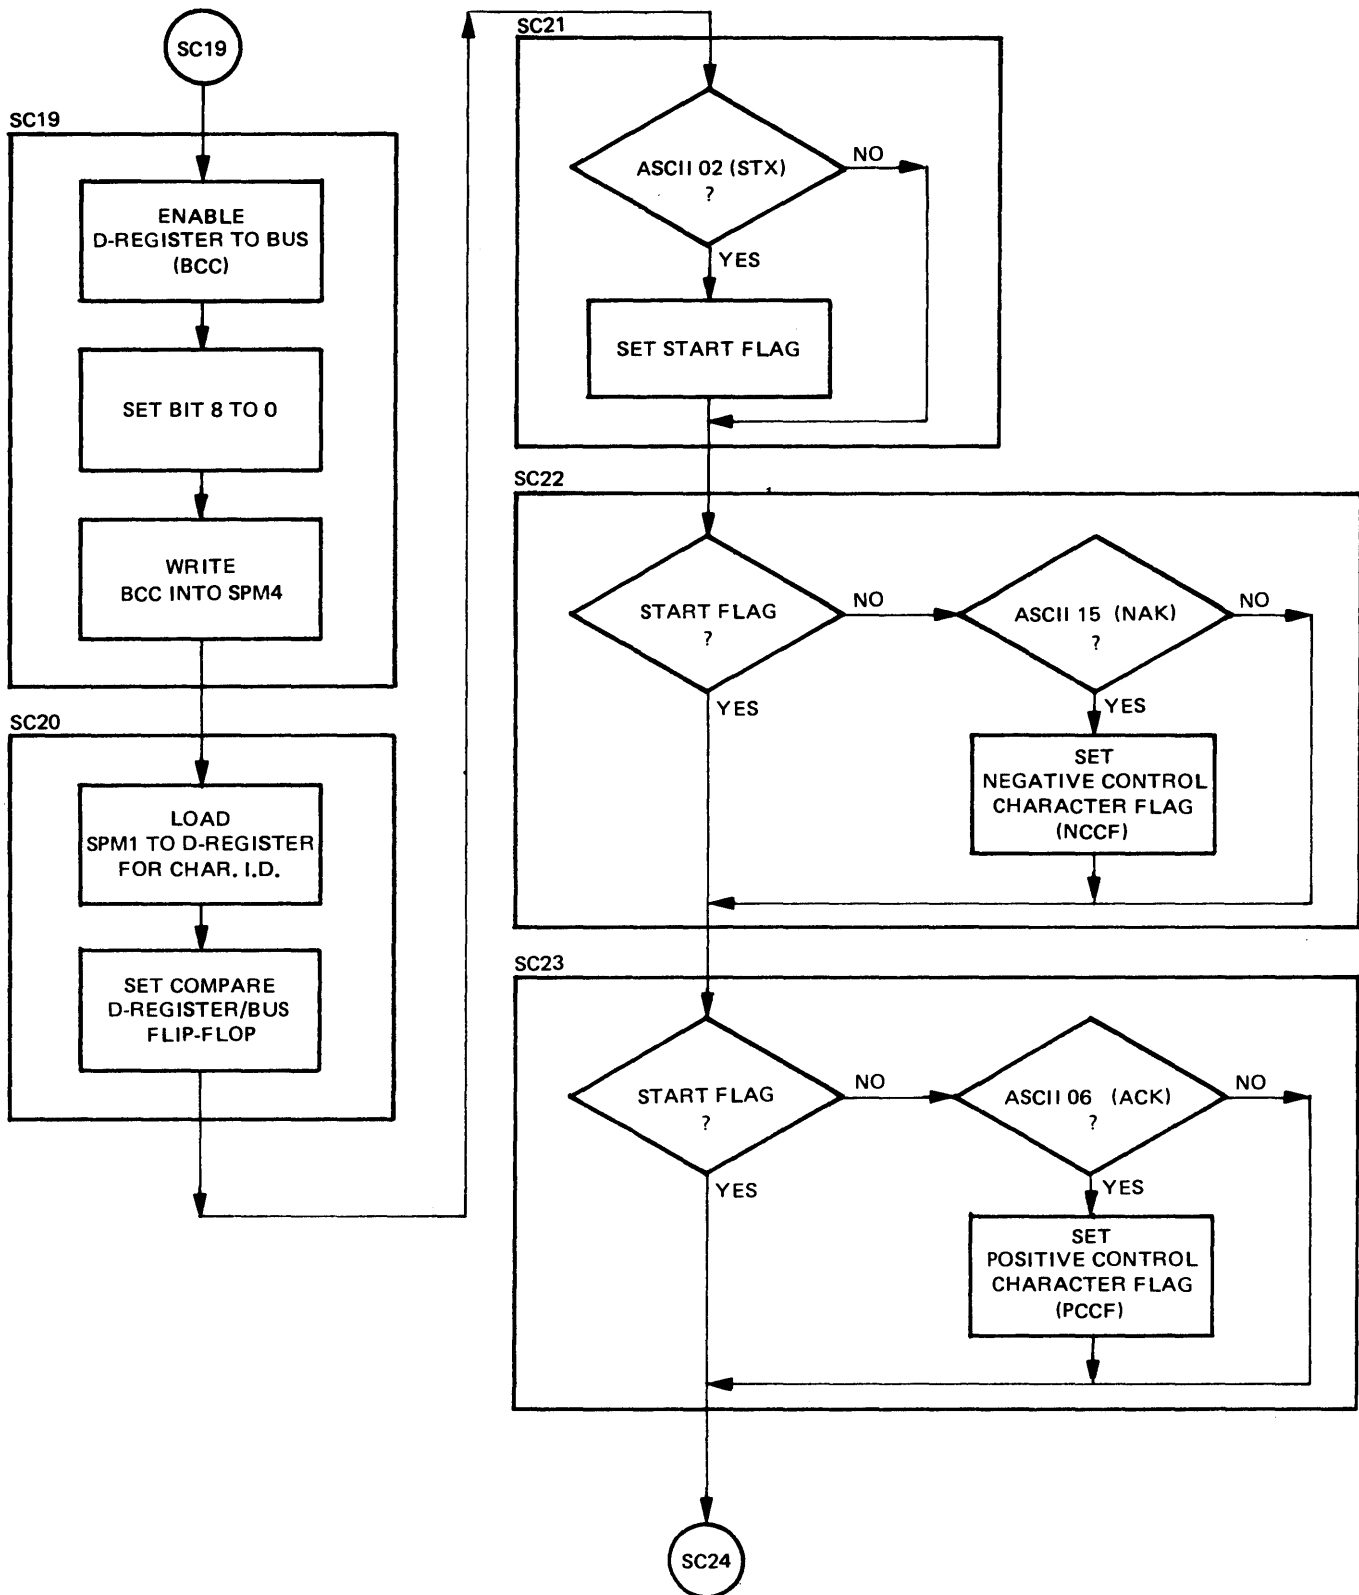 SC19
SC19
ENABLE
D-REGISTER TO BUS
(BCC)
SET BIT 8 TO 0
WRITE
BCC INTO SPM4
SC20
LOAD
SPM1 TO D-REGISTER
FOR CHAR. I.D.
SET COMPARE
D-REGISTER/BUS
FLIP-FLOP
SC21
ASCII 02 (STX)
?
NO
YES
SET START FLAG
SC22
START FLAG
?
NO
YES
ASCII 15 (NAK)
?
NO
YES
SET
NEGATIVE CONTROL
CHARACTER FLAG
(NCCF)
SC23
START FLAG
?
NO
YES
ASCII 06 (ACK)
?
NO
YES
SET
POSITIVE CONTROL
CHARACTER FLAG
(PCCF)
SC24